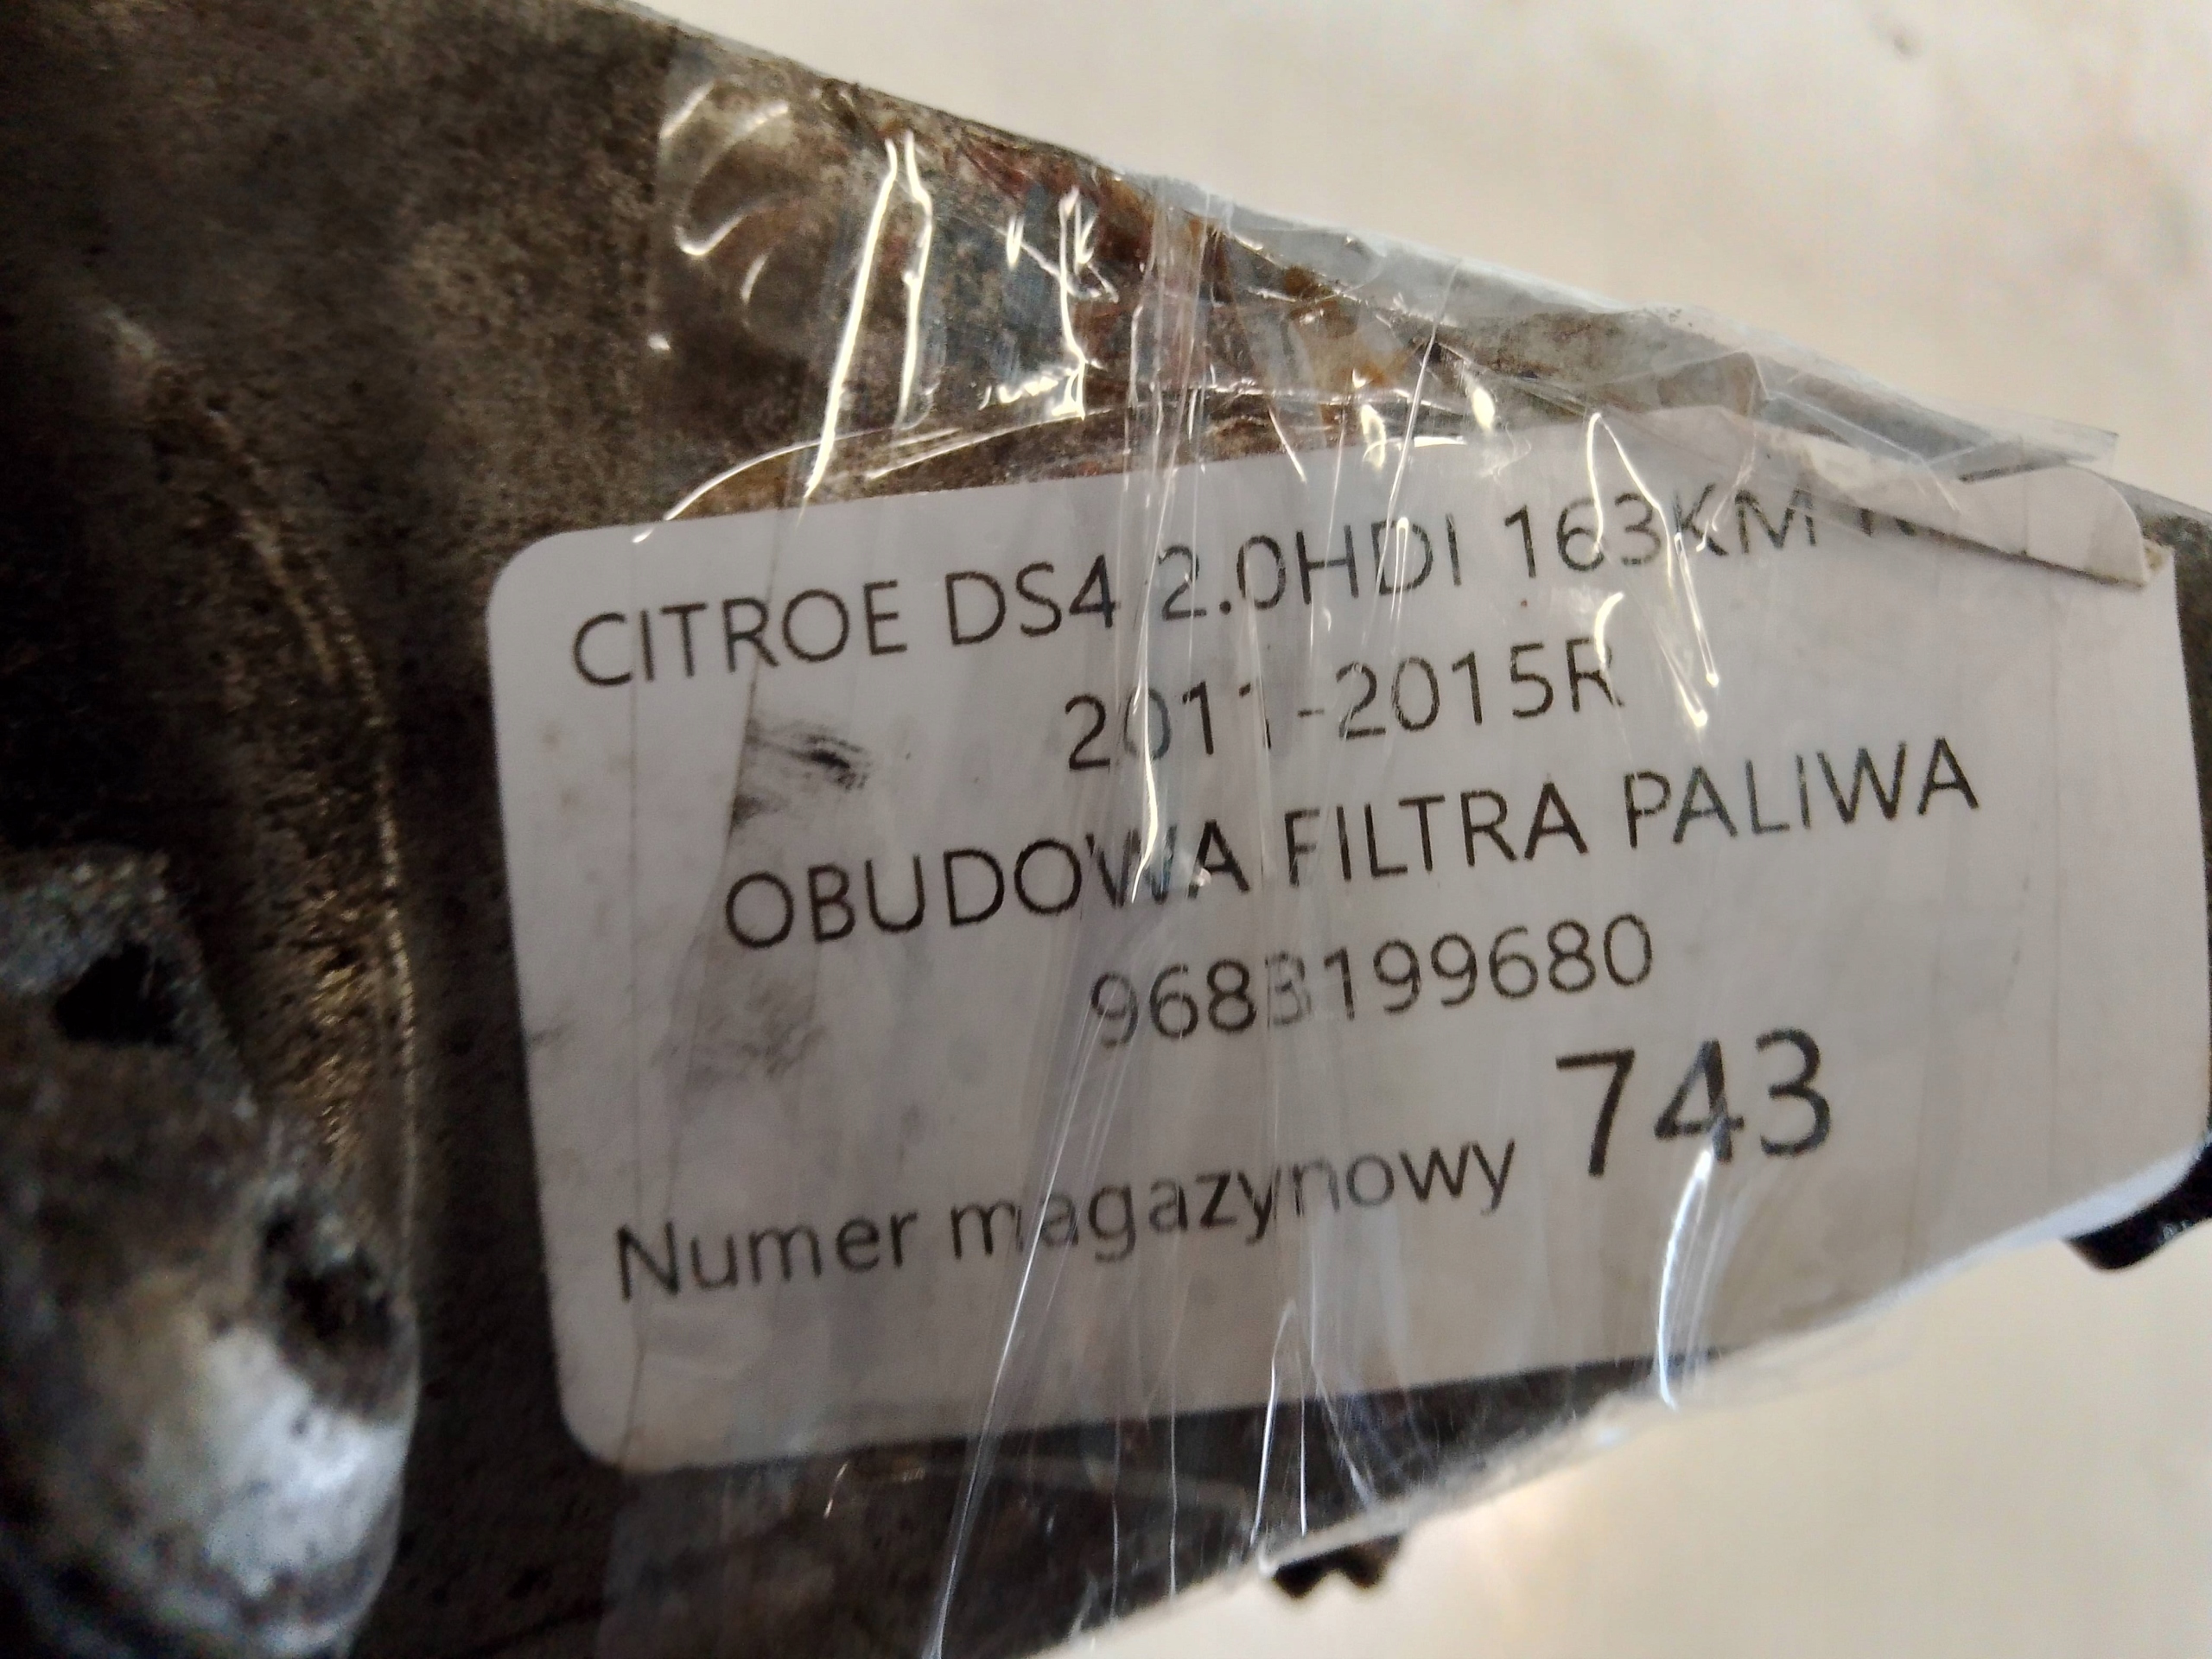 CITROE DS4 2.0HDI 163KM
2011-2015R
OBUDOWA FILTRA PALIWA
9683199680
Numer magazynowy 743